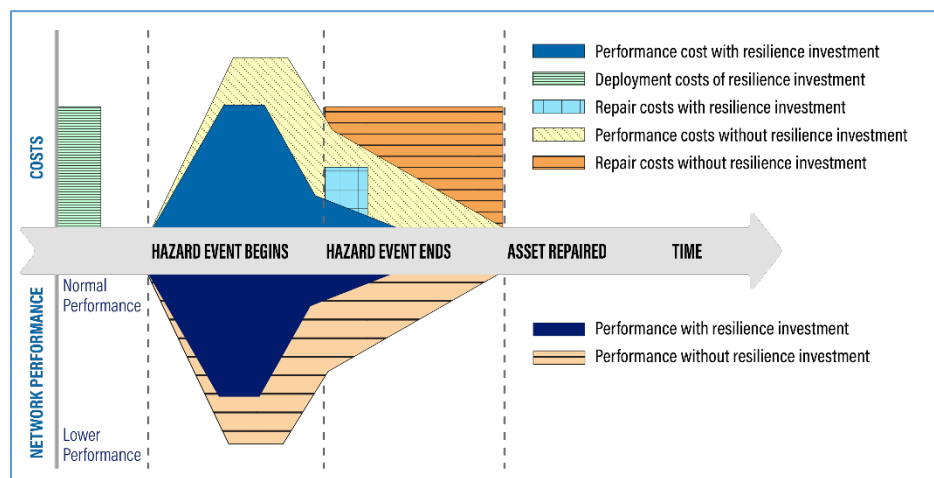 COSTS
Performance cost with resilience investment
Deployment costs of resilience investment
Repair costs with resilience investment
Performance costs without resilience investment
Repair costs without resilience investment
HAZARD EVENT BEGINS
HAZARD EVENT ENDS
ASSET REPAIRED
TIME
NETWORK PERFORMANCE
Normal
Performance
Lower
Performance
Performance with resilience investment
Performance without resilience investment